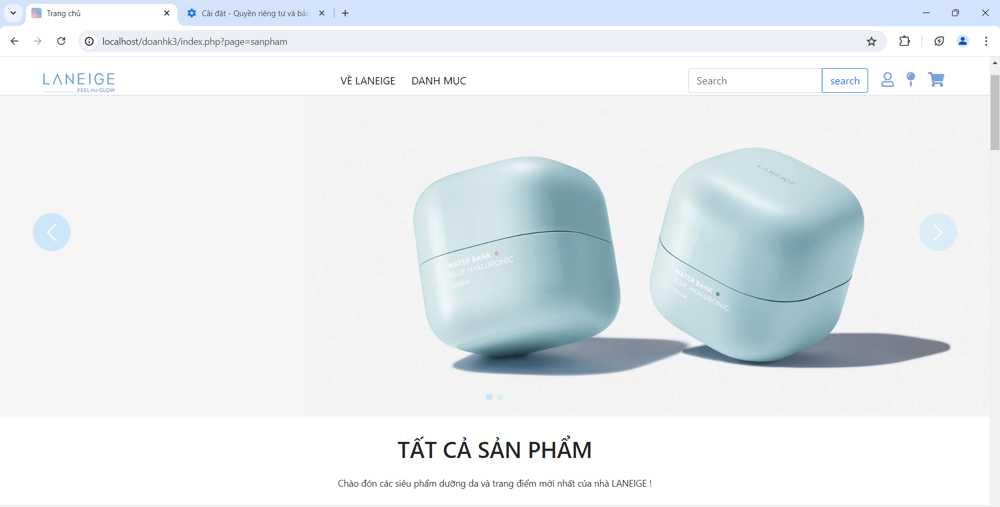 Trang chủ
Cài đặt - Quyền riêng tư và bảo
localhost/doanhk3/index.php?page=sanpham
LANEIGE
FEEL the GLOW
VỀ LANEIGE
DANH MỤC
Search
search
LANEIGE
WATER BANK
BLUE HYALURONIC
CREAM
WATER BANK
BLUE HYALURONIC
CREAM
TẤT CẢ SẢN PHẨM
Chào đón các siêu phẩm dưỡng da và trang điểm mới nhất của nhà LANEIGE !